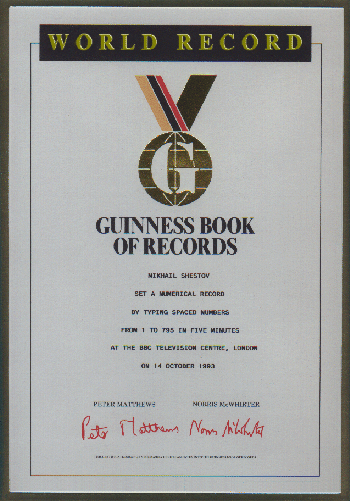 WORLD RECORD
G
GUINNESS BOOK
OF RECORDS
MIKHAIL SHESTOV
SET A NUMERICAL RECORD
BY TYPING SPACED NUMBERS
FROM 1 TO 795 IN FIVE MINUTES
AT THE BBC TELEVISION CENTRE, LONDON
ON 14 OCTOBER 1993
PETER MATTHEWS NORRIS McWHIRTER
Peter Matthews Norris McWhirter